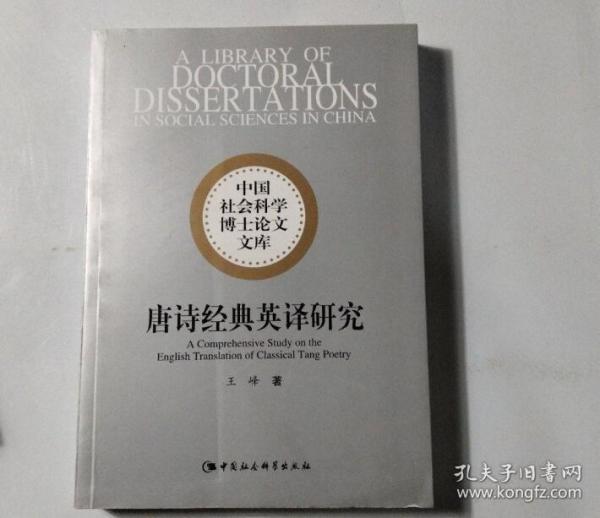 A LIBRARY OF
DOCTORAL
DISSERTATIONS
IN SOCIAL SCIENCES IN CHINA
中国
社会科学
博士论文
文库
唐诗经典英译研究
A Comprehensive Study on the
English Translation of Classical Tang Poetry
王峰 著
中国社会科学出版社
孔夫子旧书网
www.kongfz.com